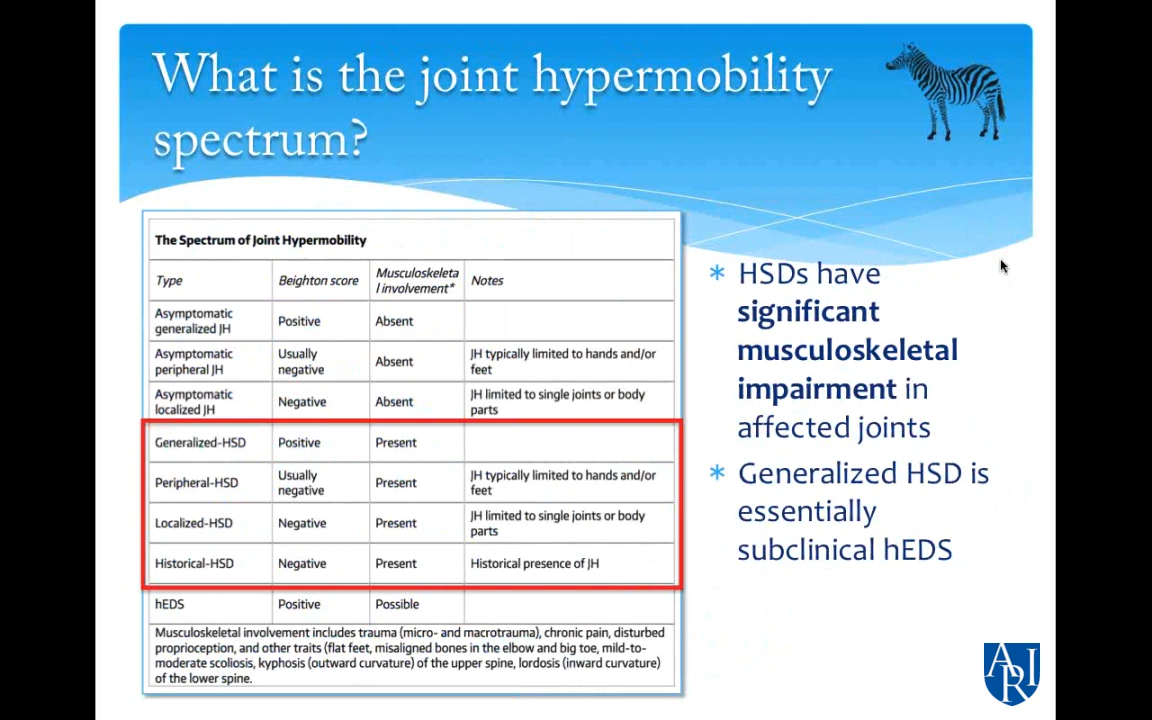 What is the joint hypermobility
spectrum?
The Spectrum of Joint Hypermobility
Type Beighton score Musculoskeleta
l involvement* Notes
Asymptomatic
generalized JH Positive Absent
Asymptomatic
peripheral JH Usually
negative Absent JH typically limited to hands and/or
feet
Asymptomatic
localized JH Negative Absent JH limited to single joints or body
parts
Generalized-HSD Positive Present
Peripheral-HSD Usually
negative Present JH typically limited to hands and/or
feet
Localized-HSD Negative Present JH limited to single joints or body
parts
Historical-HSD Negative Present Historical presence of JH
hEDS Positive Possible
Musculoskeletal involvement includes trauma (micro- and macrotrauma), chronic pain, disturbed
proprioception, and other traits (flat feet, misaligned bones in the elbow and big toe, mild-to-
moderate scoliosis, kyphosis (outward curvature) of the upper spine, lordosis (inward curvature)
of the lower spine.
HSDs have
significant
musculoskeletal
impairment in
affected joints
Generalized HSD is
essentially
subclinical hEDS
ARI